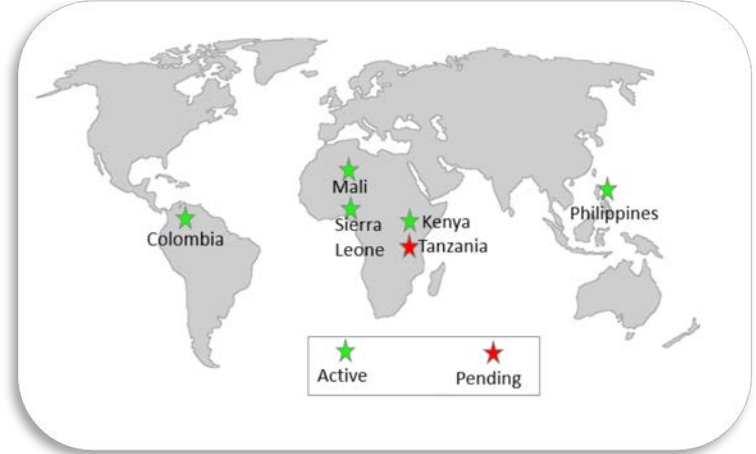 Mali
Sierra
Leone
Kenya
Tanzania
Colombia
Philippines
Active
Pending